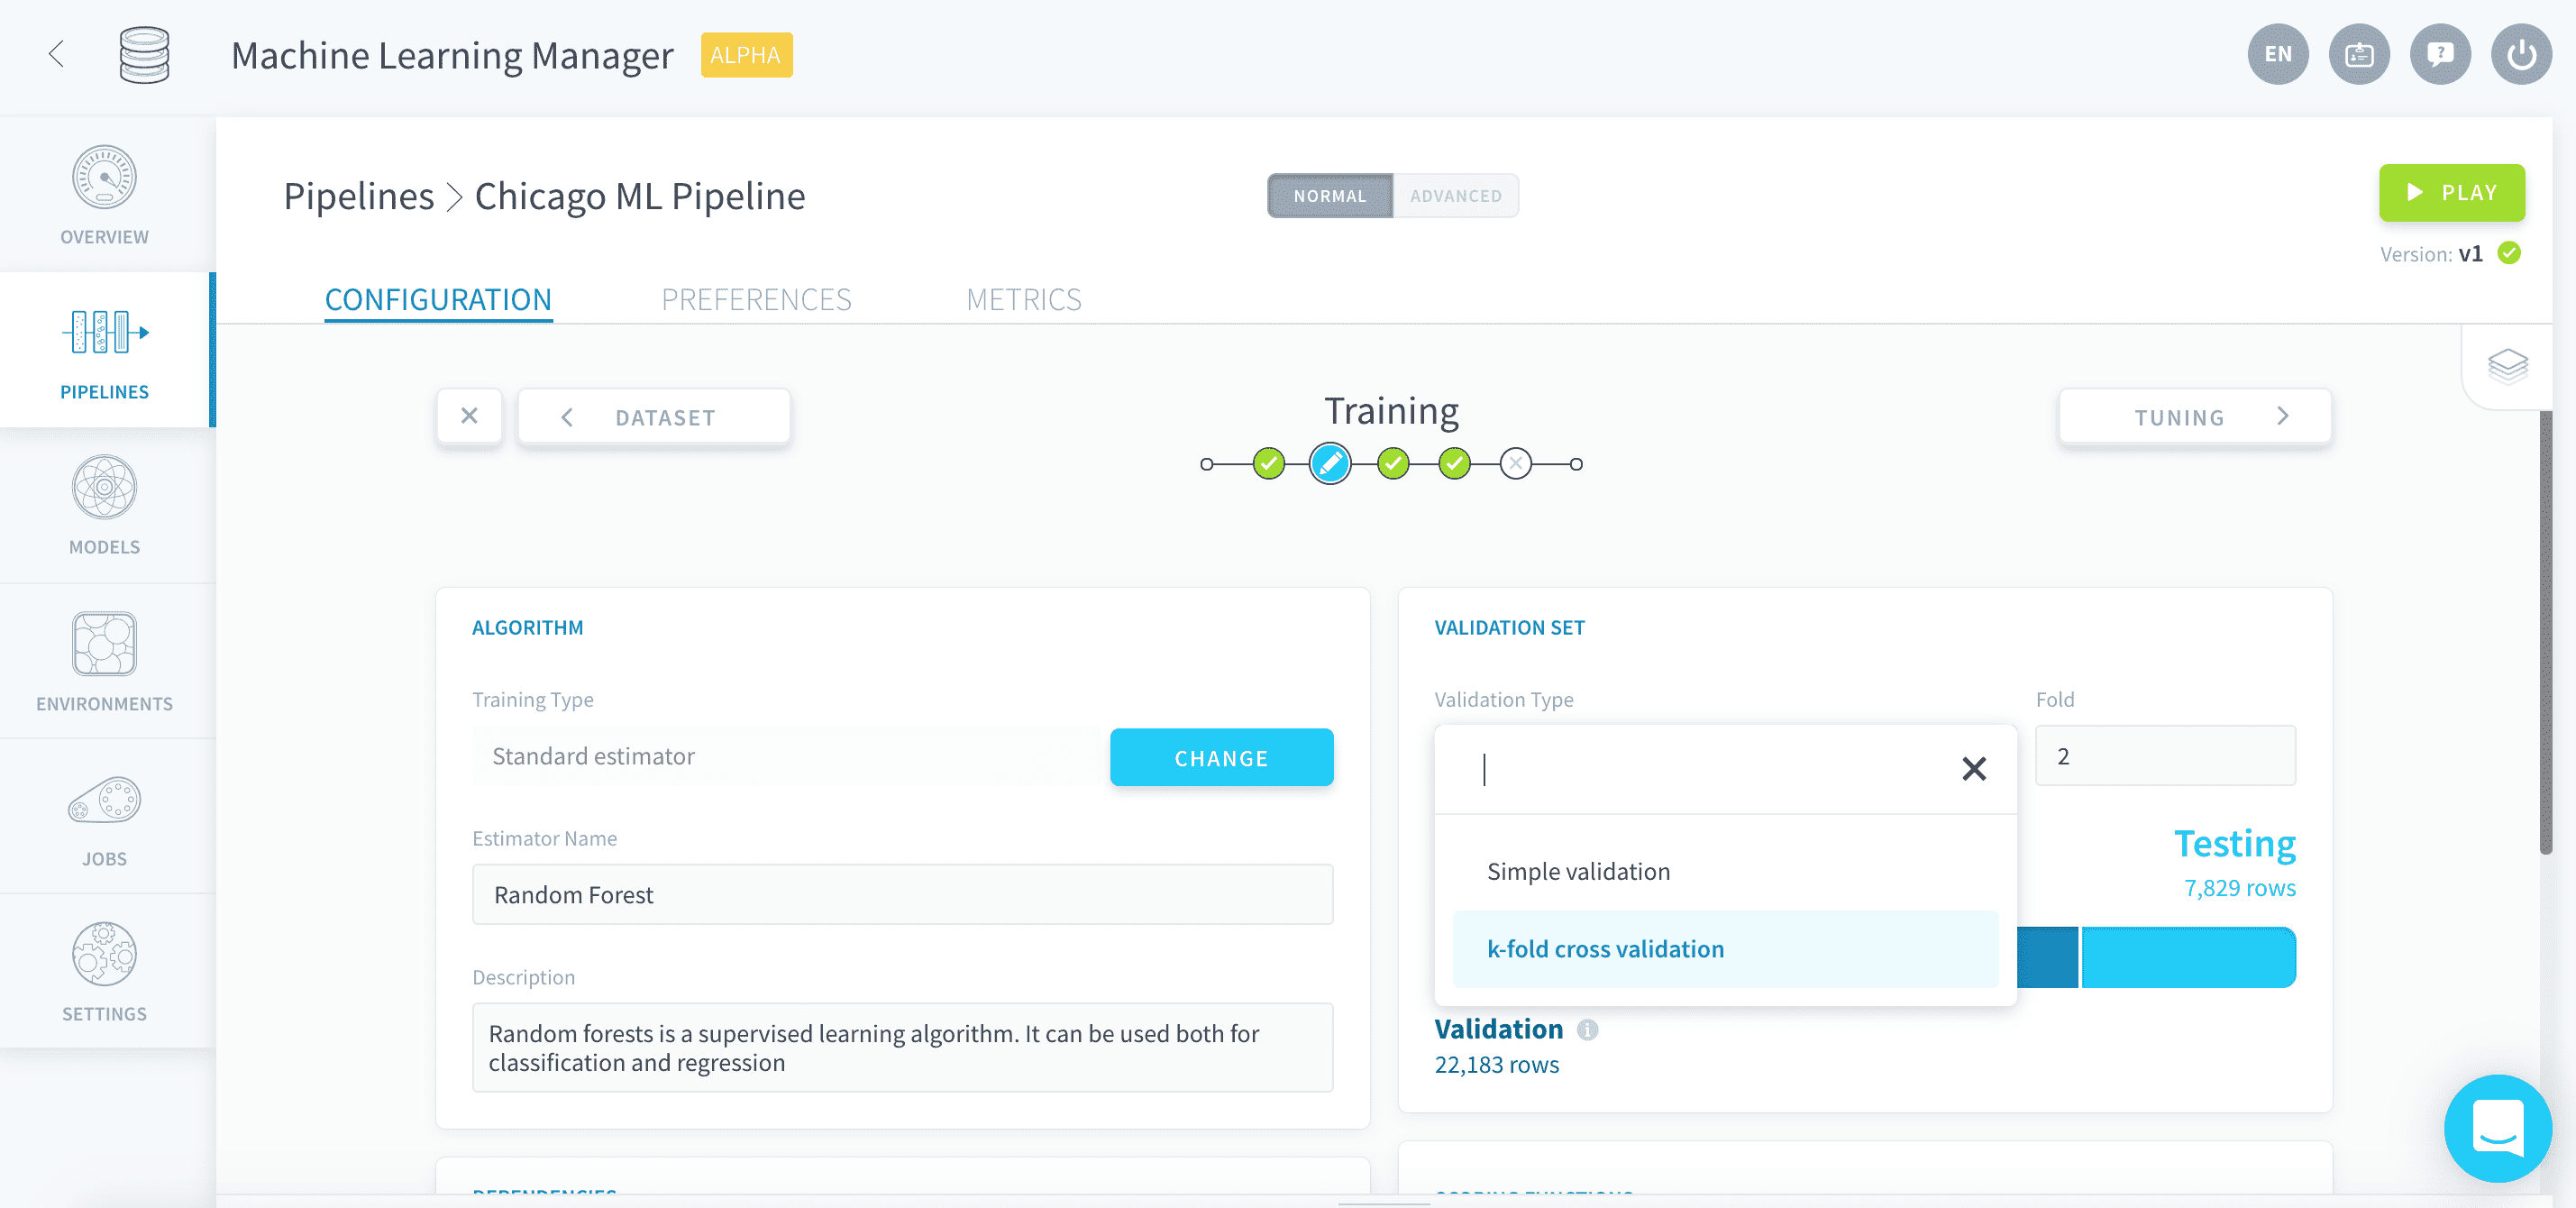 Machine Learning Manager ALPHA
EN
OVERVIEW
PIPELINES
MODELS
ENVIRONMENTS
JOBS
SETTINGS
Pipelines > Chicago ML Pipeline
NORMAL ADVANCED
PLAY
Version: v1
CONFIGURATION PREFERENCES METRICS
DATASET
Training
TUNING
ALGORITHM
Training Type
Standard estimator
CHANGE
Estimator Name
Random Forest
Description
Random forests is a supervised learning algorithm. It can be used both for
classification and regression
DEPENDENCIES
VALIDATION SET
Validation Type
Fold
2
Simple validation
k-fold cross validation
Testing
7,829 rows
Validation
22,183 rows
SCORING FUNCTIONS